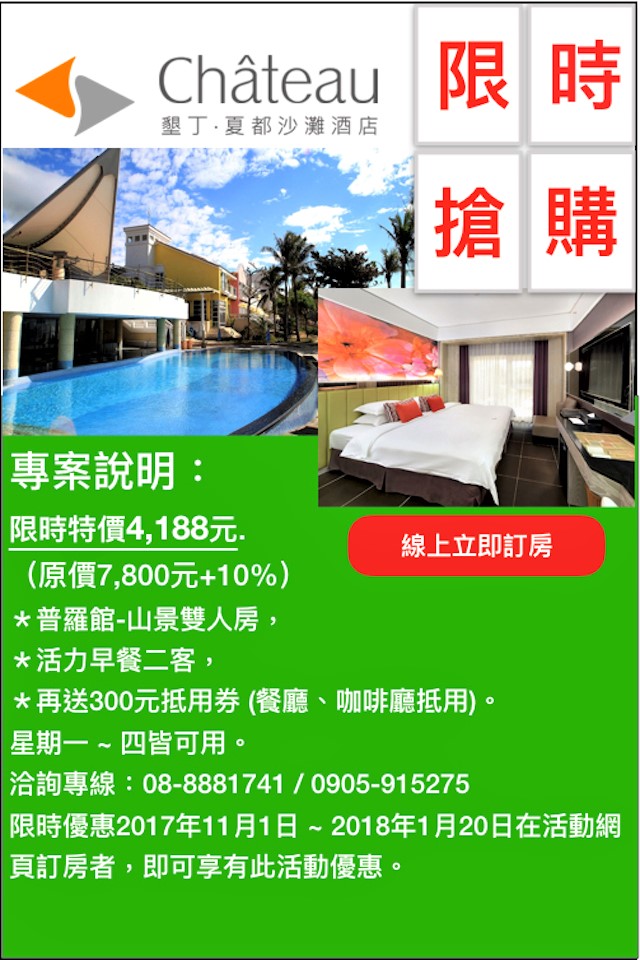 Château
墾丁·夏都沙灘酒店
限時
搶購
專案說明：
限時特價4,188元.
（原價7,800元+10%）
線上立即訂房
＊普羅館-山景雙人房，
＊活力早餐二客，
＊再送300元抵用券 (餐廳、咖啡廳抵用)。
星期一 ~ 四皆可用。
洽詢專線：08-8881741 / 0905-915275
限時優惠2017年11月1日 ~ 2018年1月20日在活動網
頁訂房者，即可享有此活動優惠。